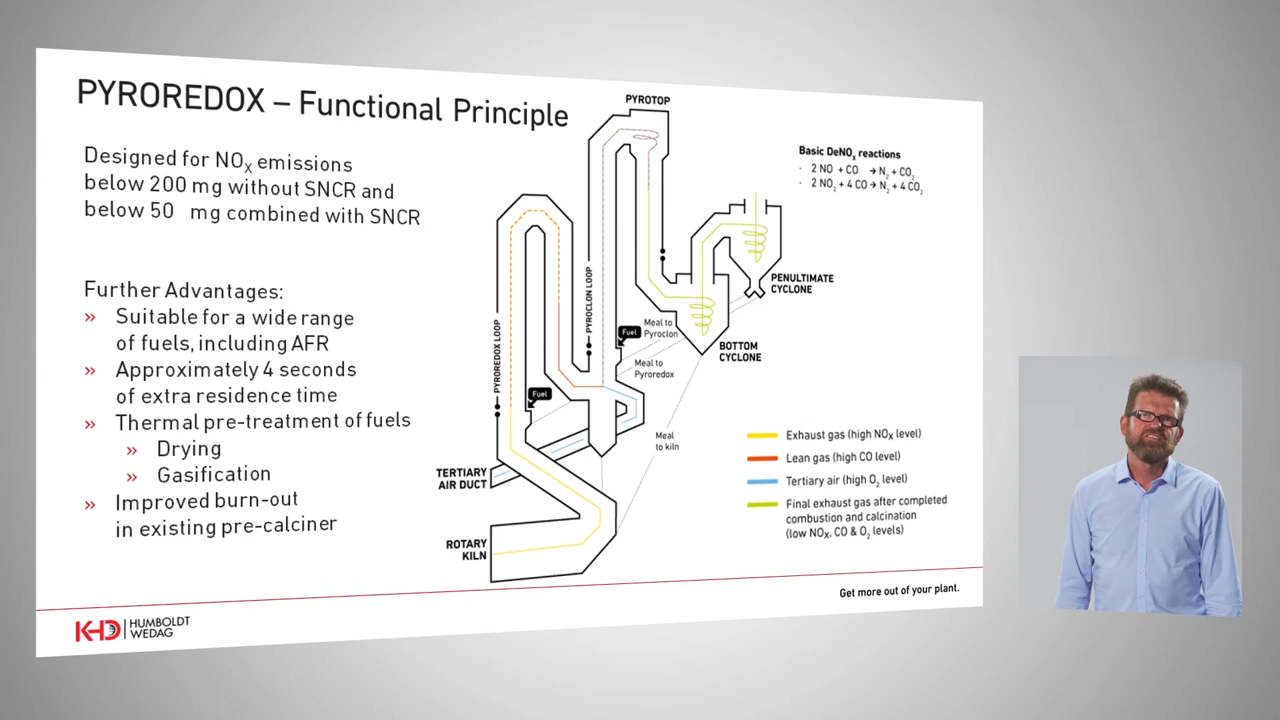 PYROREDOX – Functional Principle
Designed for NOX emissions
below 200 mg without SNCR and
below 50 mg combined with SNCR
Further Advantages:
» Suitable for a wide range
of fuels, including AFR
» Approximately 4 seconds
of extra residence time
» Thermal pre-treatment of fuels
» Drying
» Gasification
» Improved burn-out
in existing pre-calciner
PYROTOP
Basic DeNOx reactions
· 2 NO + CO → N2 + CO2
· 2 NO2 + 4 CO → N2 + 4 CO2
PYROREDOX LOOP
PYROCLON LOOP
PENULTIMATE
CYCLONE
BOTTOM
CYCLONE
Fuel
Meal to
Pyroclon
Meal to
Pyroredox
Fuel
Meal
to kiln
TERTIARY
AIR DUCT
ROTARY
KILN
Exhaust gas (high NOx level)
Lean gas (high CO level)
Tertiary air (high O2 level)
Final exhaust gas after completed
combustion and calcination
(low NOx, CO & O2 levels)
Get more out of your plant.
KHD HUMBOLDT
WEDAG